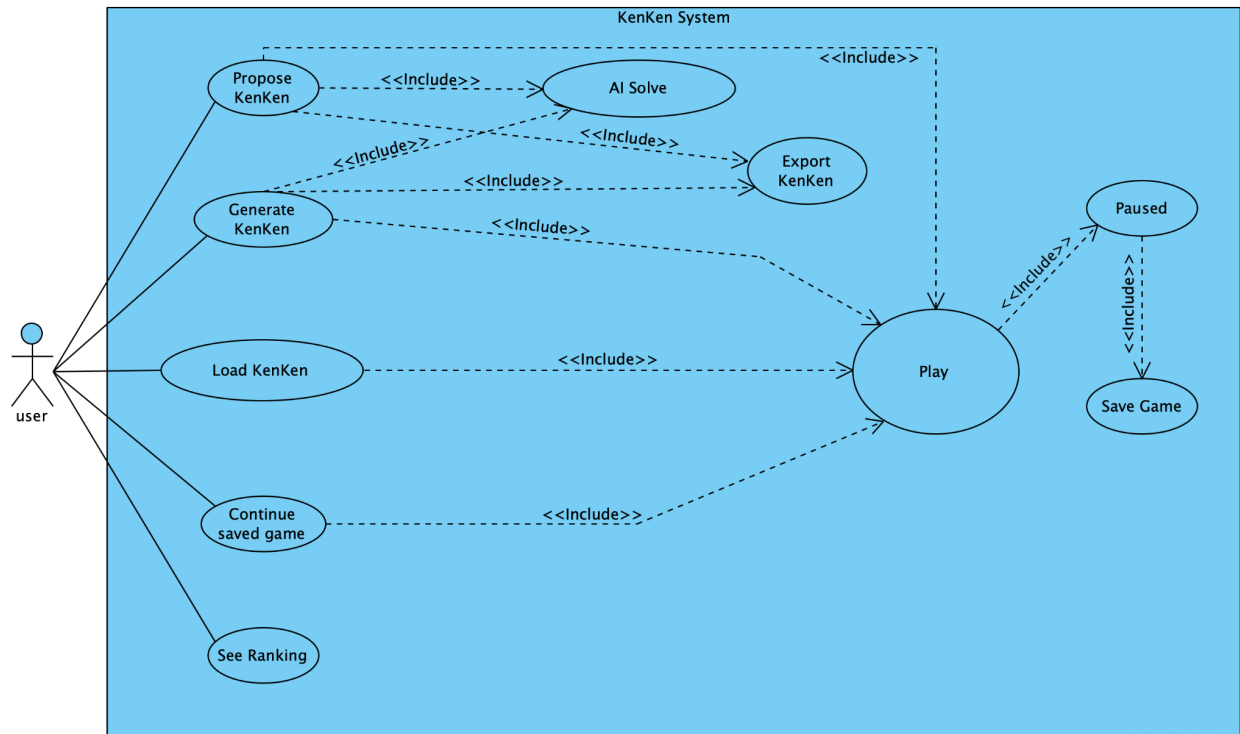 KenKen System
Propose
KenKen
<<Include>>
AI Solve
<<Include>>
<<Include>>
<<Include>>
Export
KenKen
Generate
KenKen
<<Include>>
<<Include>>
Paused
<<Include>>
<<Include>>
Load KenKen
<<Include>>
Play
Save Game
user
Continue
saved game
<<Include>>
See Ranking